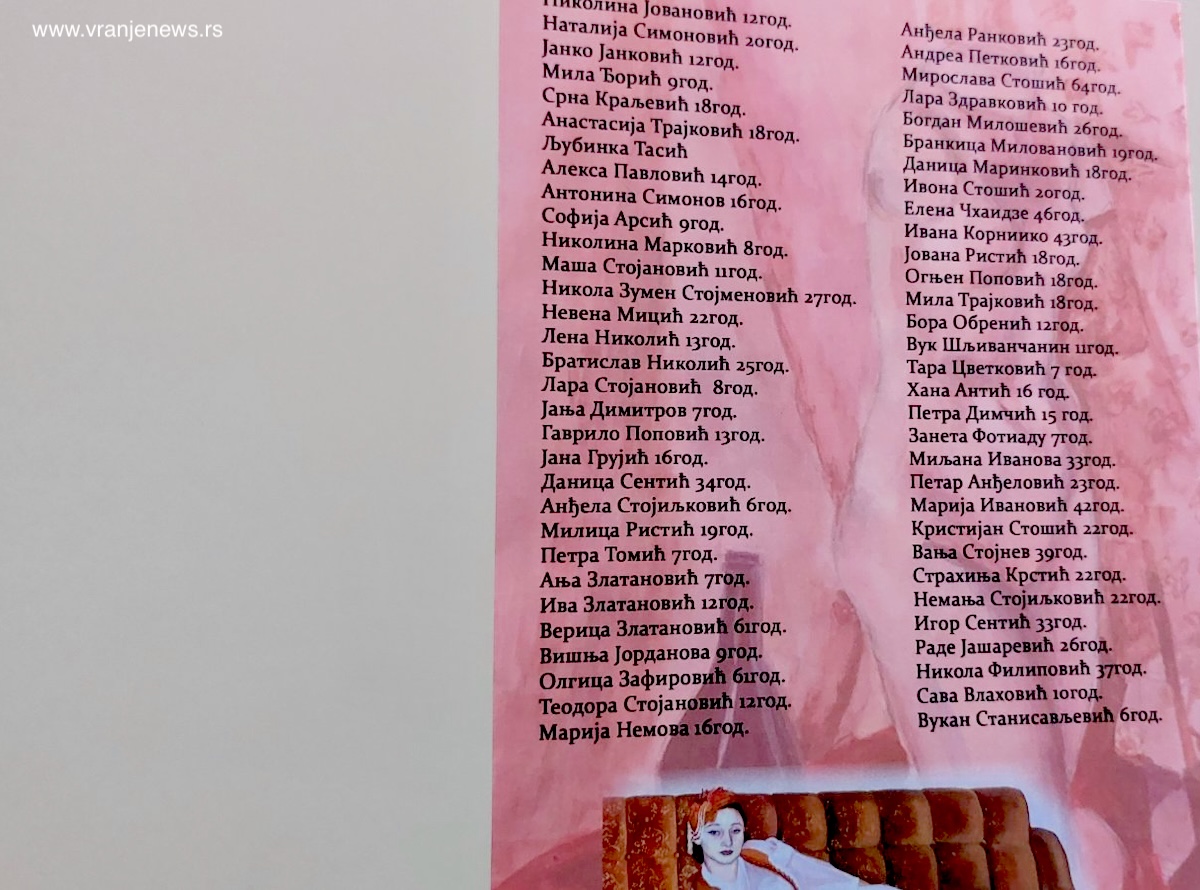 www.vranjenews.rs
Николина Јовановић 12год.
Наталија Симоновић 20год.
Јанко Јанковић 12год.
Мила Ђорић 9год.
Срна Краљевић 18год.
Анастасија Трајковић 18год.
Љубинка Тасић
Алекса Павловић 14год.
Антонина Симонов 16год.
Софија Арсић 9год.
Николина Марковић 8год.
Маша Стојановић 11год.
Никола Зумен Стојменовић 27год.
Невена Мицић 22год.
Лена Николић 13год.
Братислав Николић 25год.
Лара Стојановић 8год.
Јања Димитров 7год.
Гаврило Поповић 13год.
Јана Грујић 16год.
Даница Сентић 34год.
Анђела Стојиљковић 6год.
Милица Ристић 19год.
Петра Томић 7год.
Ања Златановић 7год.
Ива Златановић 12год.
Верица Златановић 61год.
Вишња Јорданова 9год.
Олгица Зафировић 61год.
Теодора Стојановић 12год.
Марија Немова 16год.
Анђела Ранковић 23год.
Андреа Петковић 16год.
Мирослава Стошић 64год.
Лара Здравковић 10 год.
Богдан Милошевић 26год.
Бранкица Миловановић 19год.
Даница Маринковић 18год.
Ивона Стошић 20год.
Елена Чхаидзе 46год.
Ивана Корниико 43год.
Јована Ристић 18год.
Огњен Поповић 18год.
Мила Трајковић 18год.
Бора Обренић 12год.
Вук Шљиванчанин 11год.
Тара Цветковић 7 год.
Хана Антић 16 год.
Петра Димчић 15 год.
Занета Фотиаду 7год.
Миљана Иванова 33год.
Петар Анђеловић 23год.
Марија Ивановић 42год.
Кристијан Стошић 22год.
Вања Стојнев 39год.
Страхиња Крстић 22год.
Немања Стојиљковић 22год.
Игор Сентић 33год.
Раде Јашаревић 26год.
Никола Филиповић 37год.
Сава Влаховић 10год.
Вукан Станисављевић 6год.